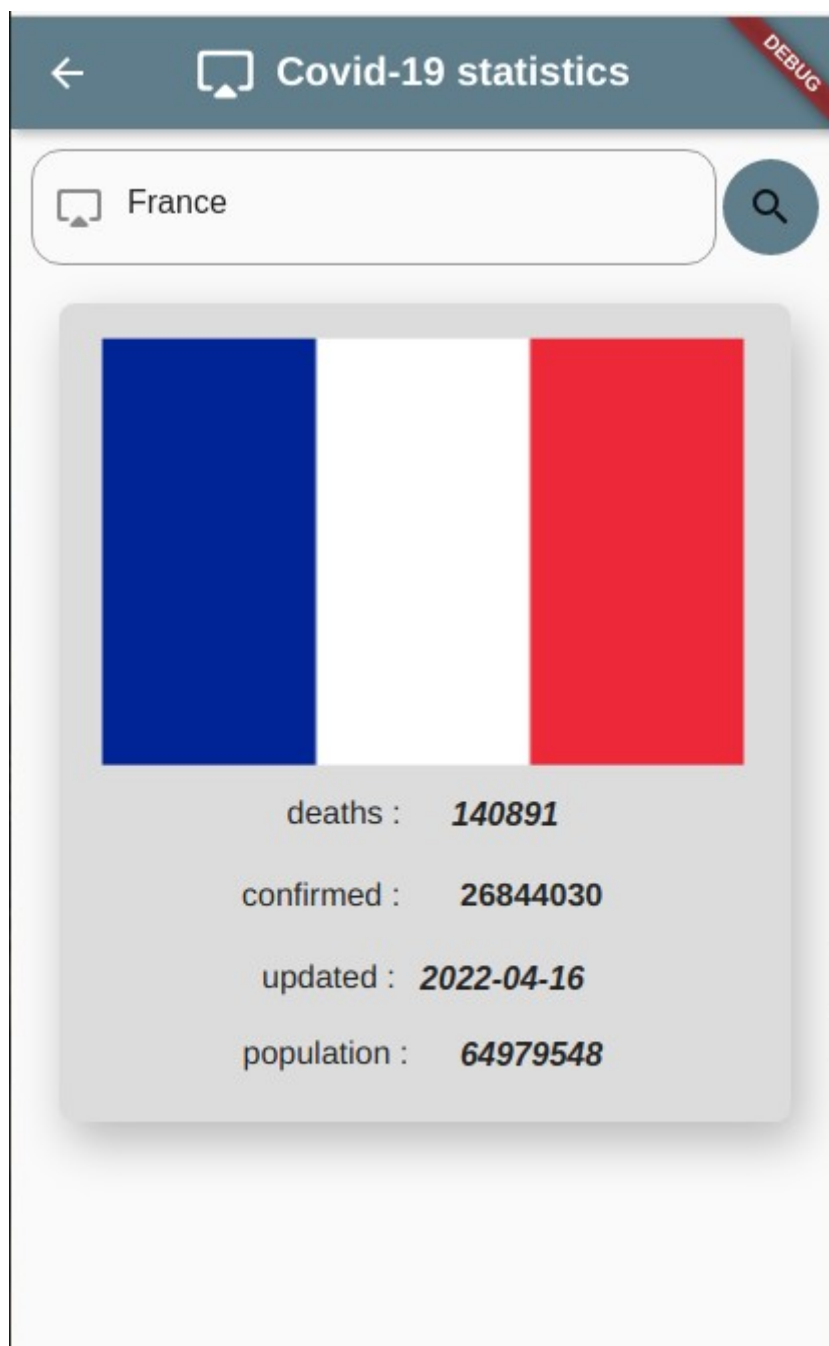 Covid-19 statistics
DEBUG
France
deaths : 140891
confirmed : 26844030
updated : 2022-04-16
population : 64979548